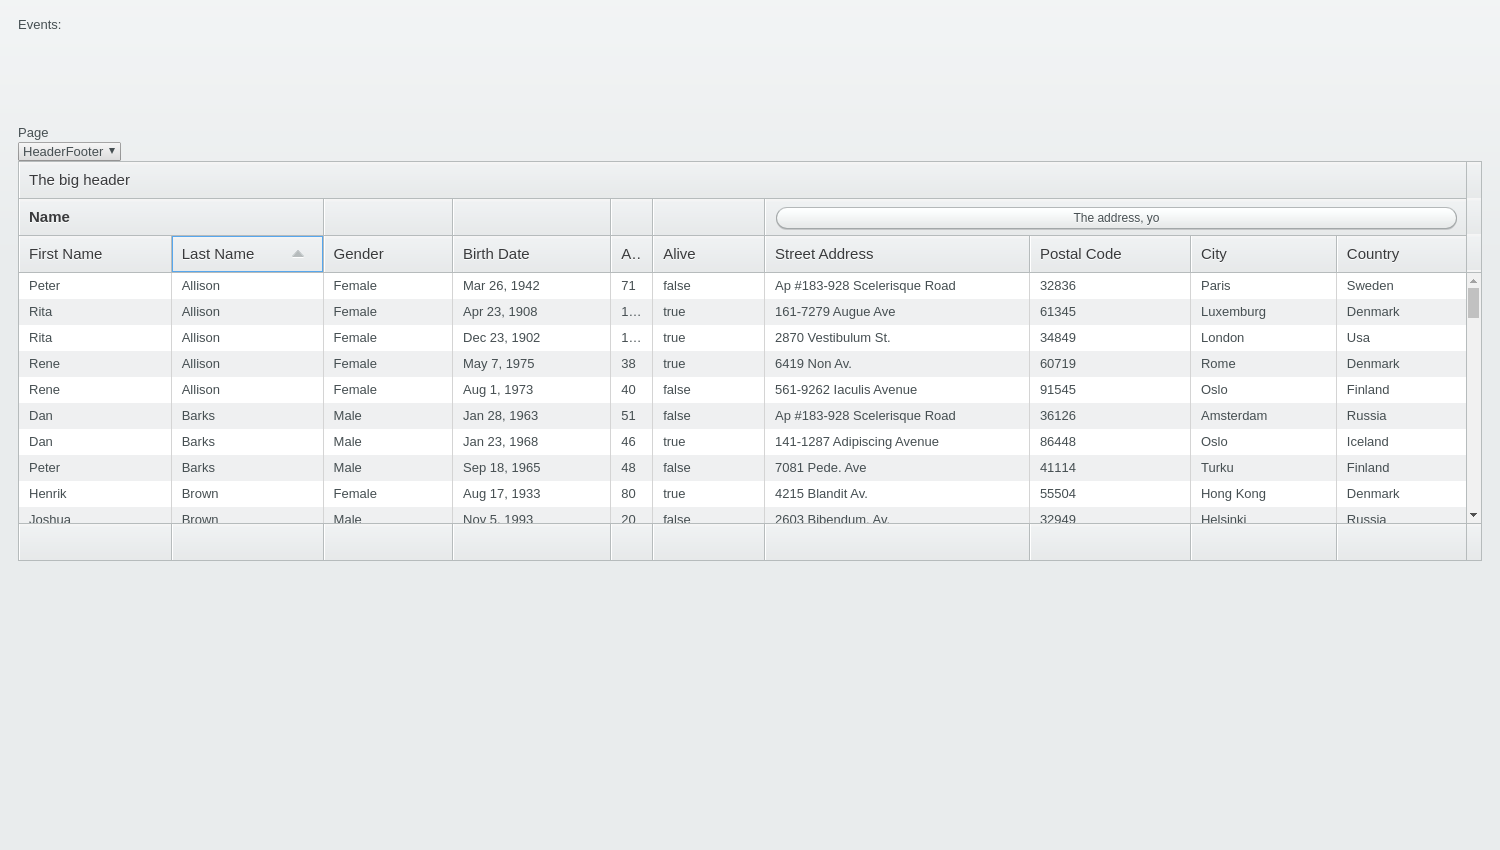 Events:
Page
HeaderFooter ▼
The big header
Name The address, yo
First Name Last Name Gender Birth Date A.. Alive Street Address Postal Code City Country
Peter Allison Female Mar 26, 1942 71 false Ap #183-928 Scelerisque Road 32836 Paris Sweden
Rita Allison Female Apr 23, 1908 1… true 161-7279 Augue Ave 61345 Luxemburg Denmark
Rita Allison Female Dec 23, 1902 1… true 2870 Vestibulum St. 34849 London Usa
Rene Allison Female May 7, 1975 38 true 6419 Non Av. 60719 Rome Denmark
Rene Allison Female Aug 1, 1973 40 false 561-9262 Iaculis Avenue 91545 Oslo Finland
Dan Barks Male Jan 28, 1963 51 false Ap #183-928 Scelerisque Road 36126 Amsterdam Russia
Dan Barks Male Jan 23, 1968 46 true 141-1287 Adipiscing Avenue 86448 Oslo Iceland
Peter Barks Male Sep 18, 1965 48 false 7081 Pede. Ave 41114 Turku Finland
Henrik Brown Female Aug 17, 1933 80 true 4215 Blandit Av. 55504 Hong Kong Denmark
Joshua Brown Male Nov 5, 1993 20 false 2603 Bibendum. Av. 32949 Helsinki Russia